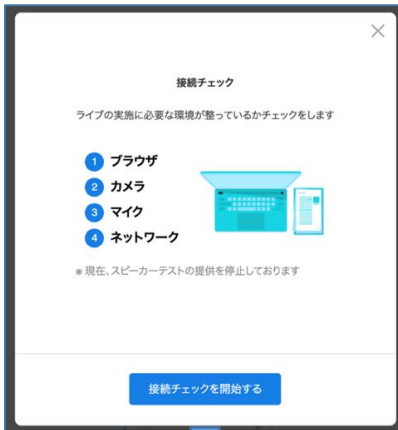 接続チェック
ライブの実施に必要な環境が整っているかチェックをします
1 ブラウザ
2 カメラ
3 マイク
4 ネットワーク
※ 現在、スピーカーテストの提供を停止しております
接続チェックを開始する